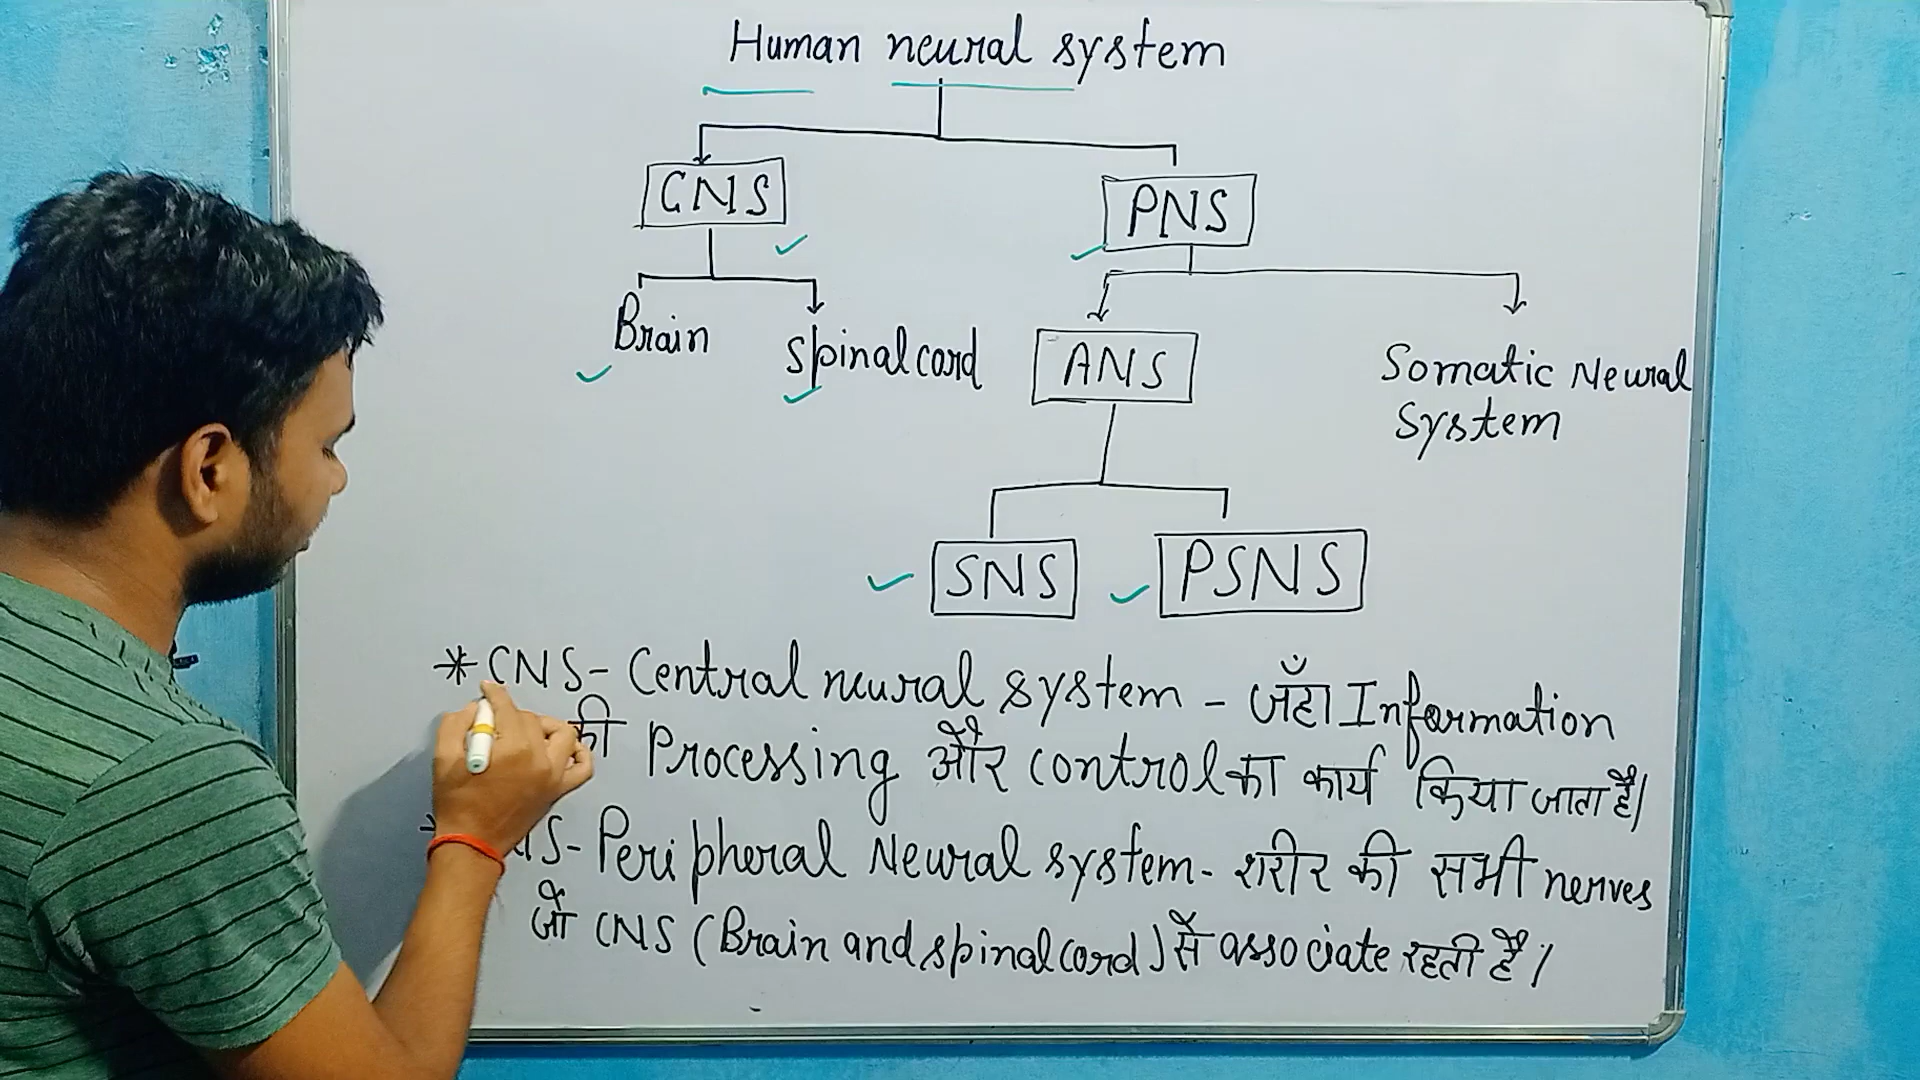 Human neural system
CNS
PNS
Brain
Spinal cord
ANS
Somatic Neural
System
SNS
PSNS
* CNS - Central neural system - जँहा Information
की Processing और control का कार्य किया जाता है।
Peripheral Neural system - शरीर की सभी nerves
जो CNS (Brain and spinal cord) से associate रहती है।